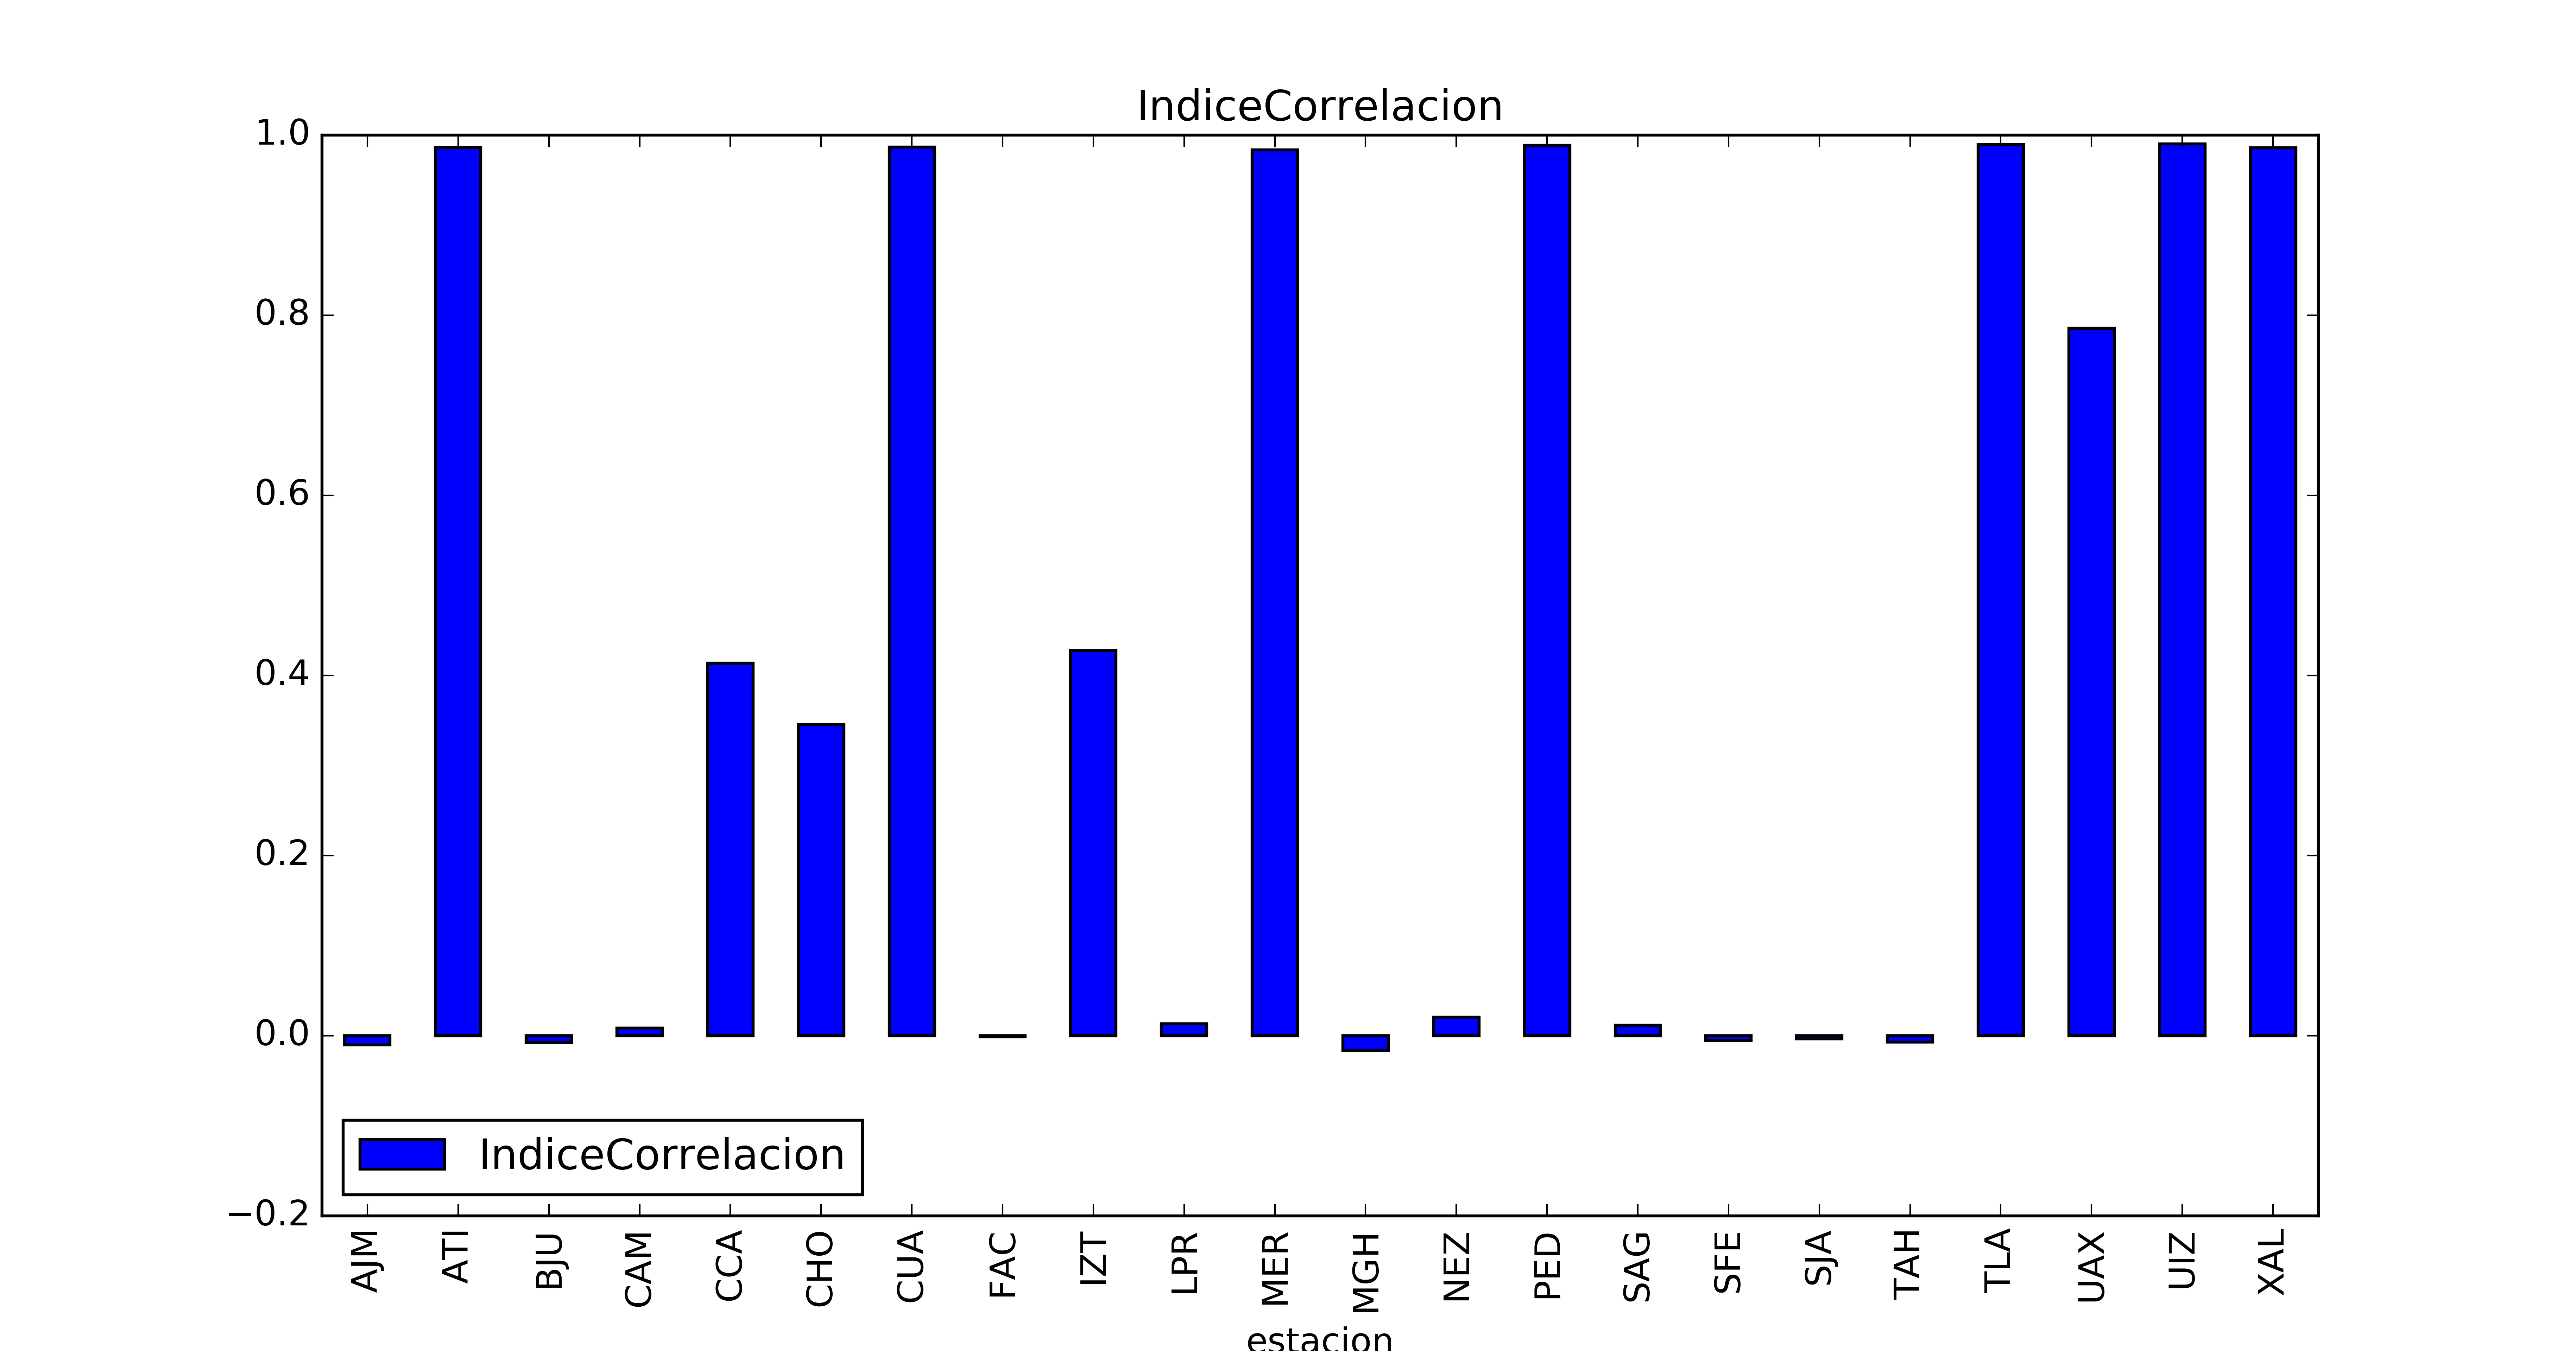 IndiceCorrelacion
1.0
0.8
0.6
0.4
0.2
0.0
−0.2
IndiceCorrelacion
AJM ATI BJU CAM CCA CHO CUA FAC IZT LPR MER MGH NEZ PED SAG SFE SJA TAH TLA UAX UIZ XAL
estacion